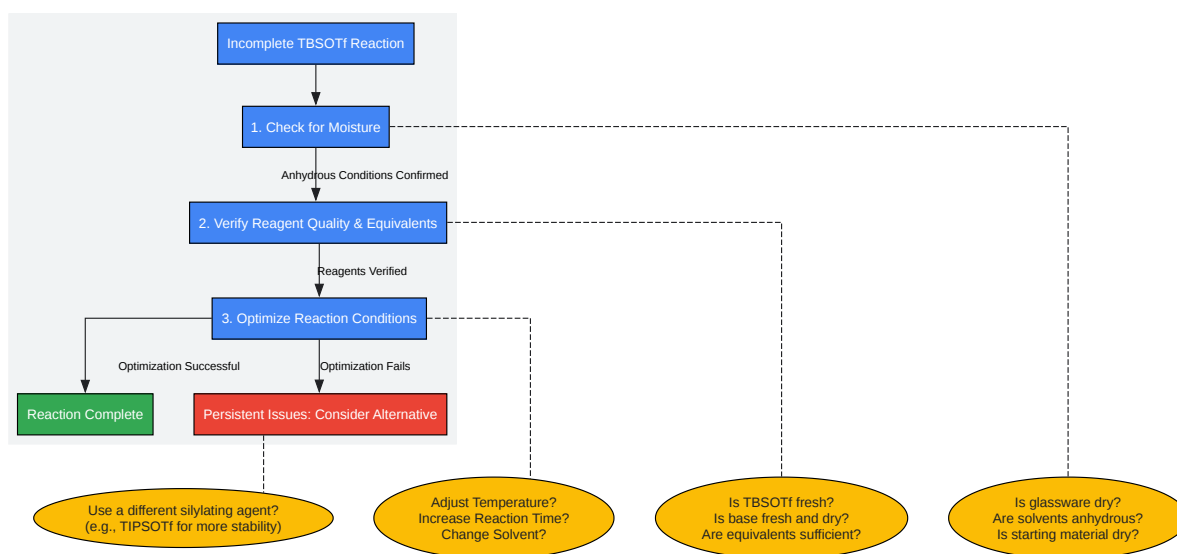 Incomplete TBSOTf Reaction
1. Check for Moisture
Anhydrous Conditions Confirmed
2. Verify Reagent Quality & Equivalents
Reagents Verified
3. Optimize Reaction Conditions
Optimization Successful
Optimization Fails
Reaction Complete
Persistent Issues: Consider Alternative
Use a different silylating agent?
(e.g., TIPSOTf for more stability)
Adjust Temperature?
Increase Reaction Time?
Change Solvent?
Is TBSOTf fresh?
Is base fresh and dry?
Are equivalents sufficient?
Is glassware dry?
Are solvents anhydrous?
Is starting material dry?